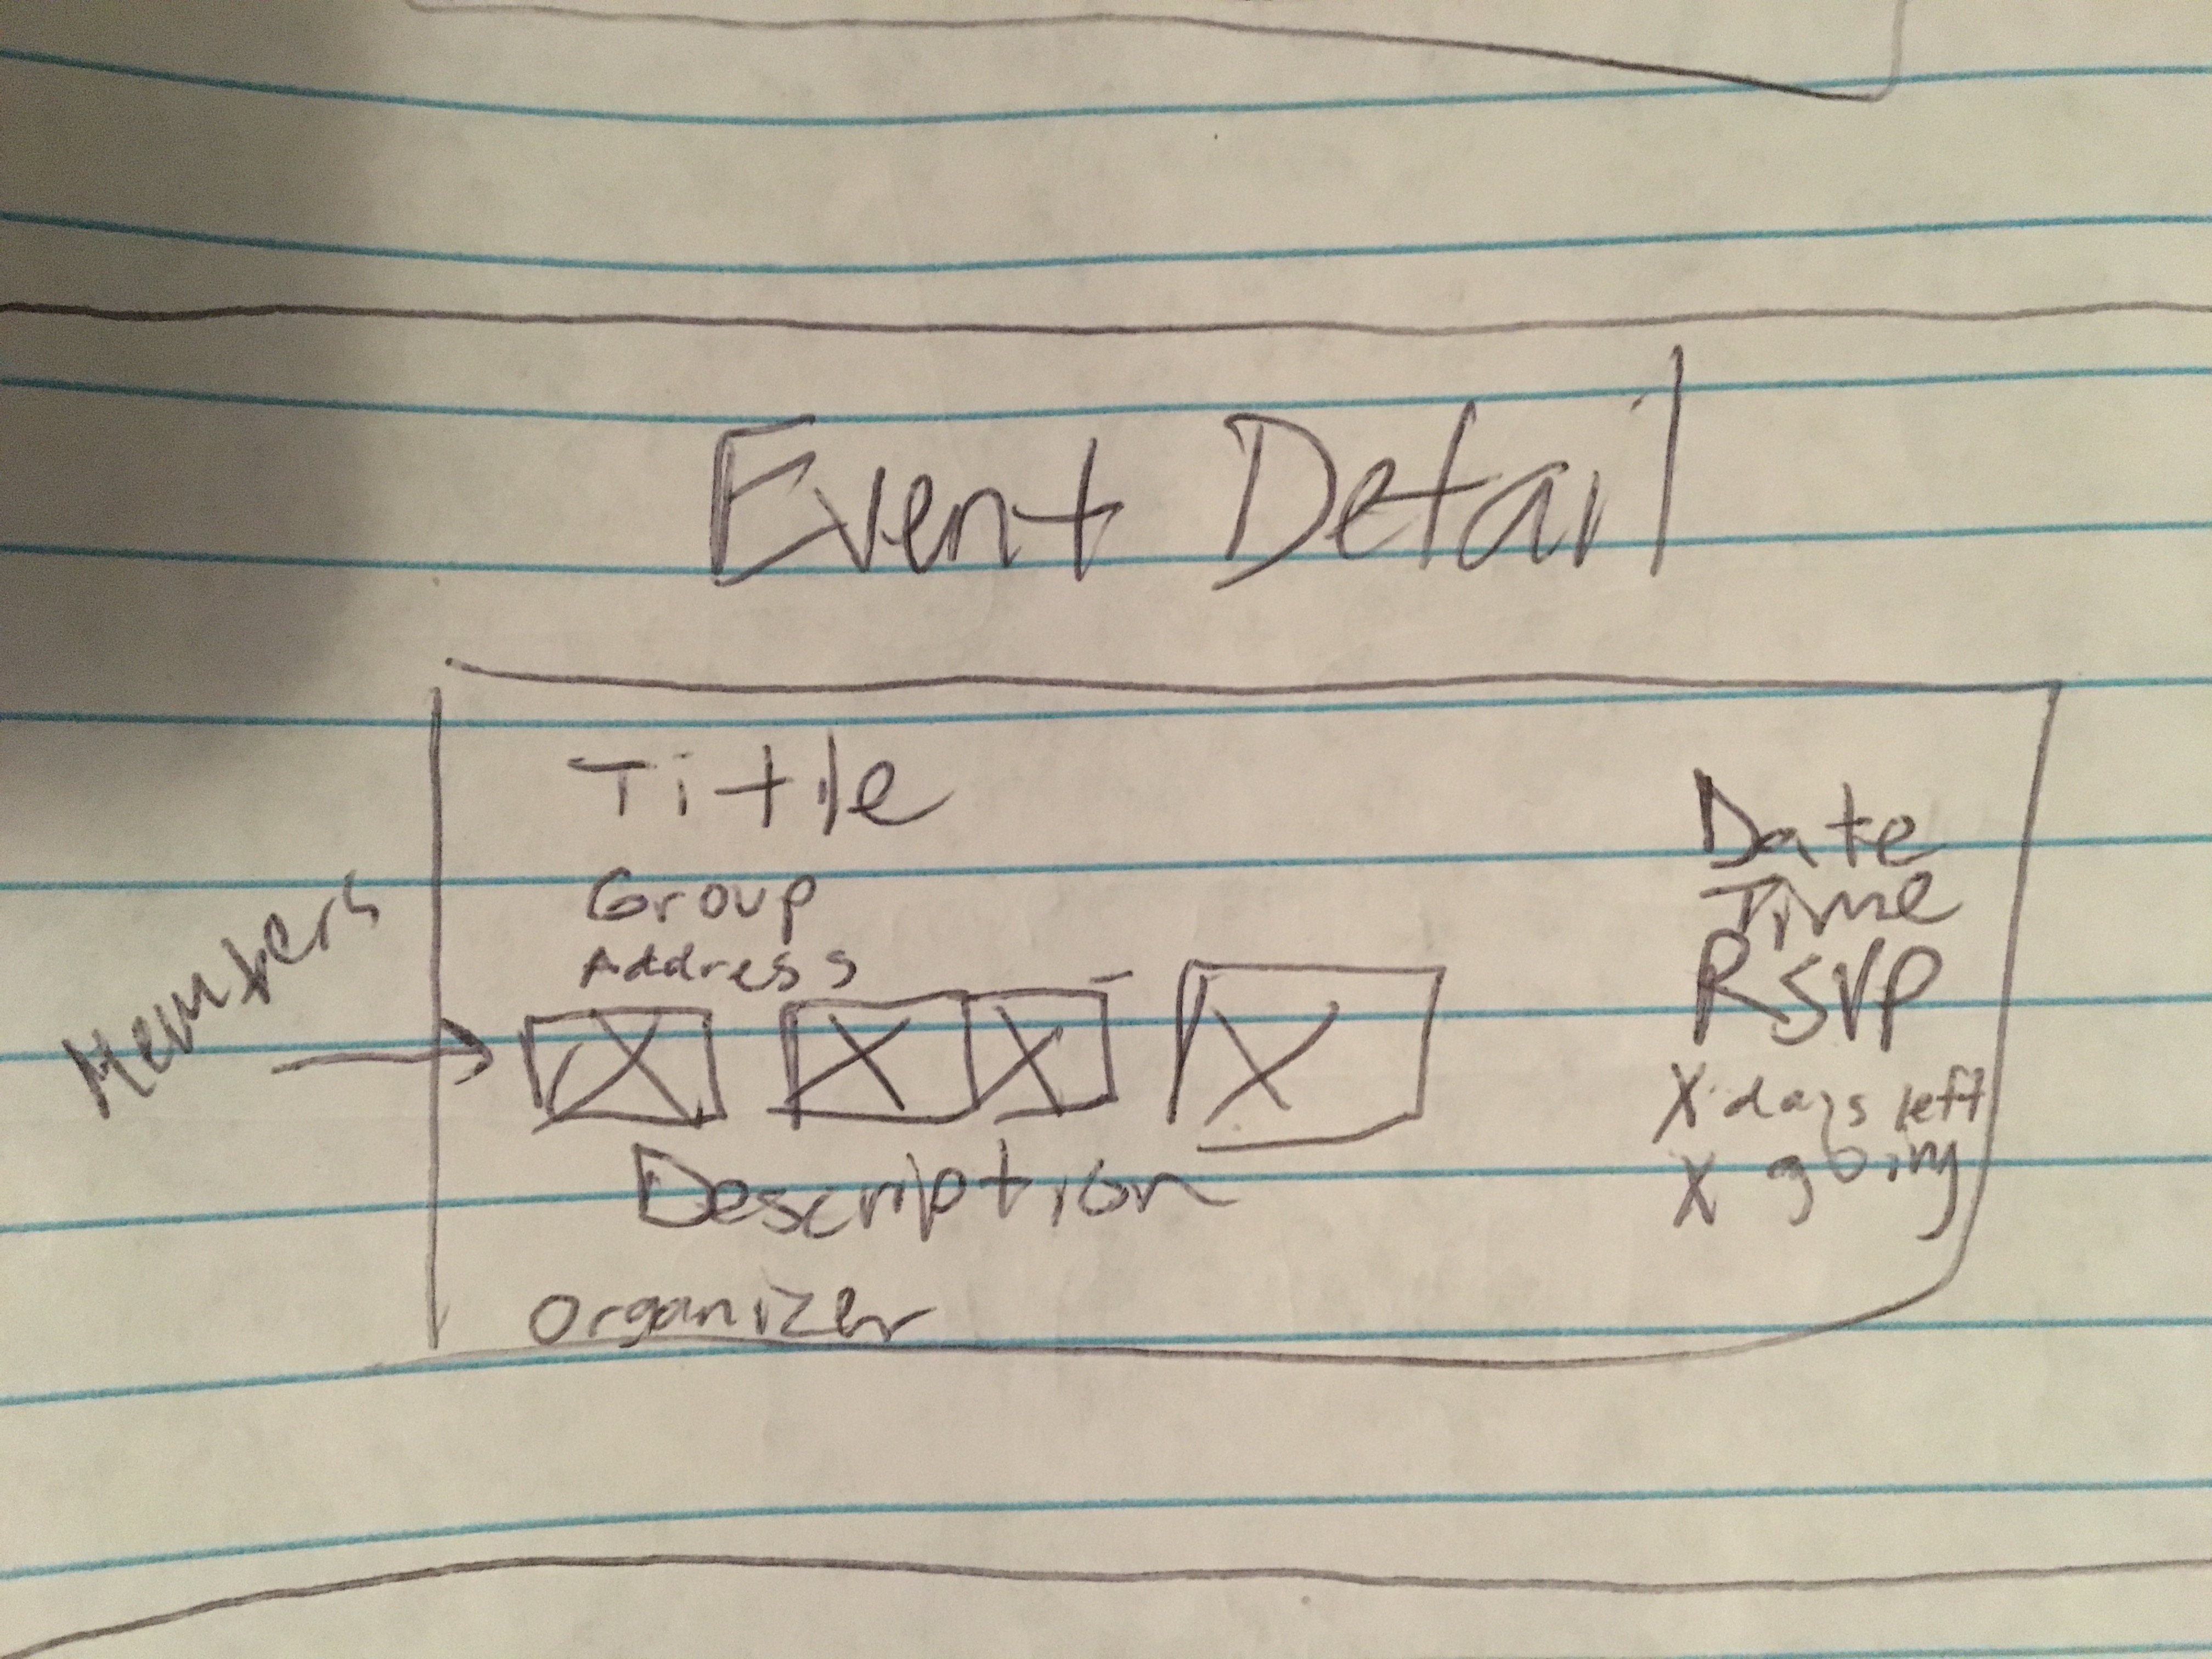 Event Detail
Title
Group
Address
Members
X X X X
Description
Organizer
Date
Time
RSVP
X days left
X going